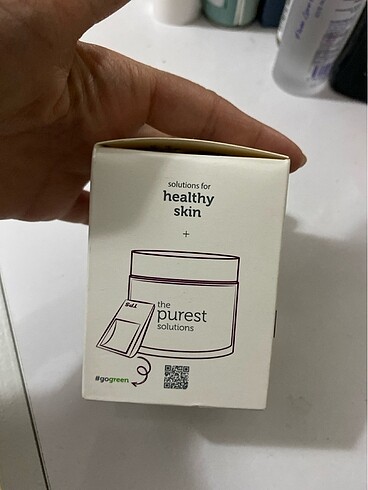 solutions for
healthy
skin
+
the
purest
solutions
#gogreen